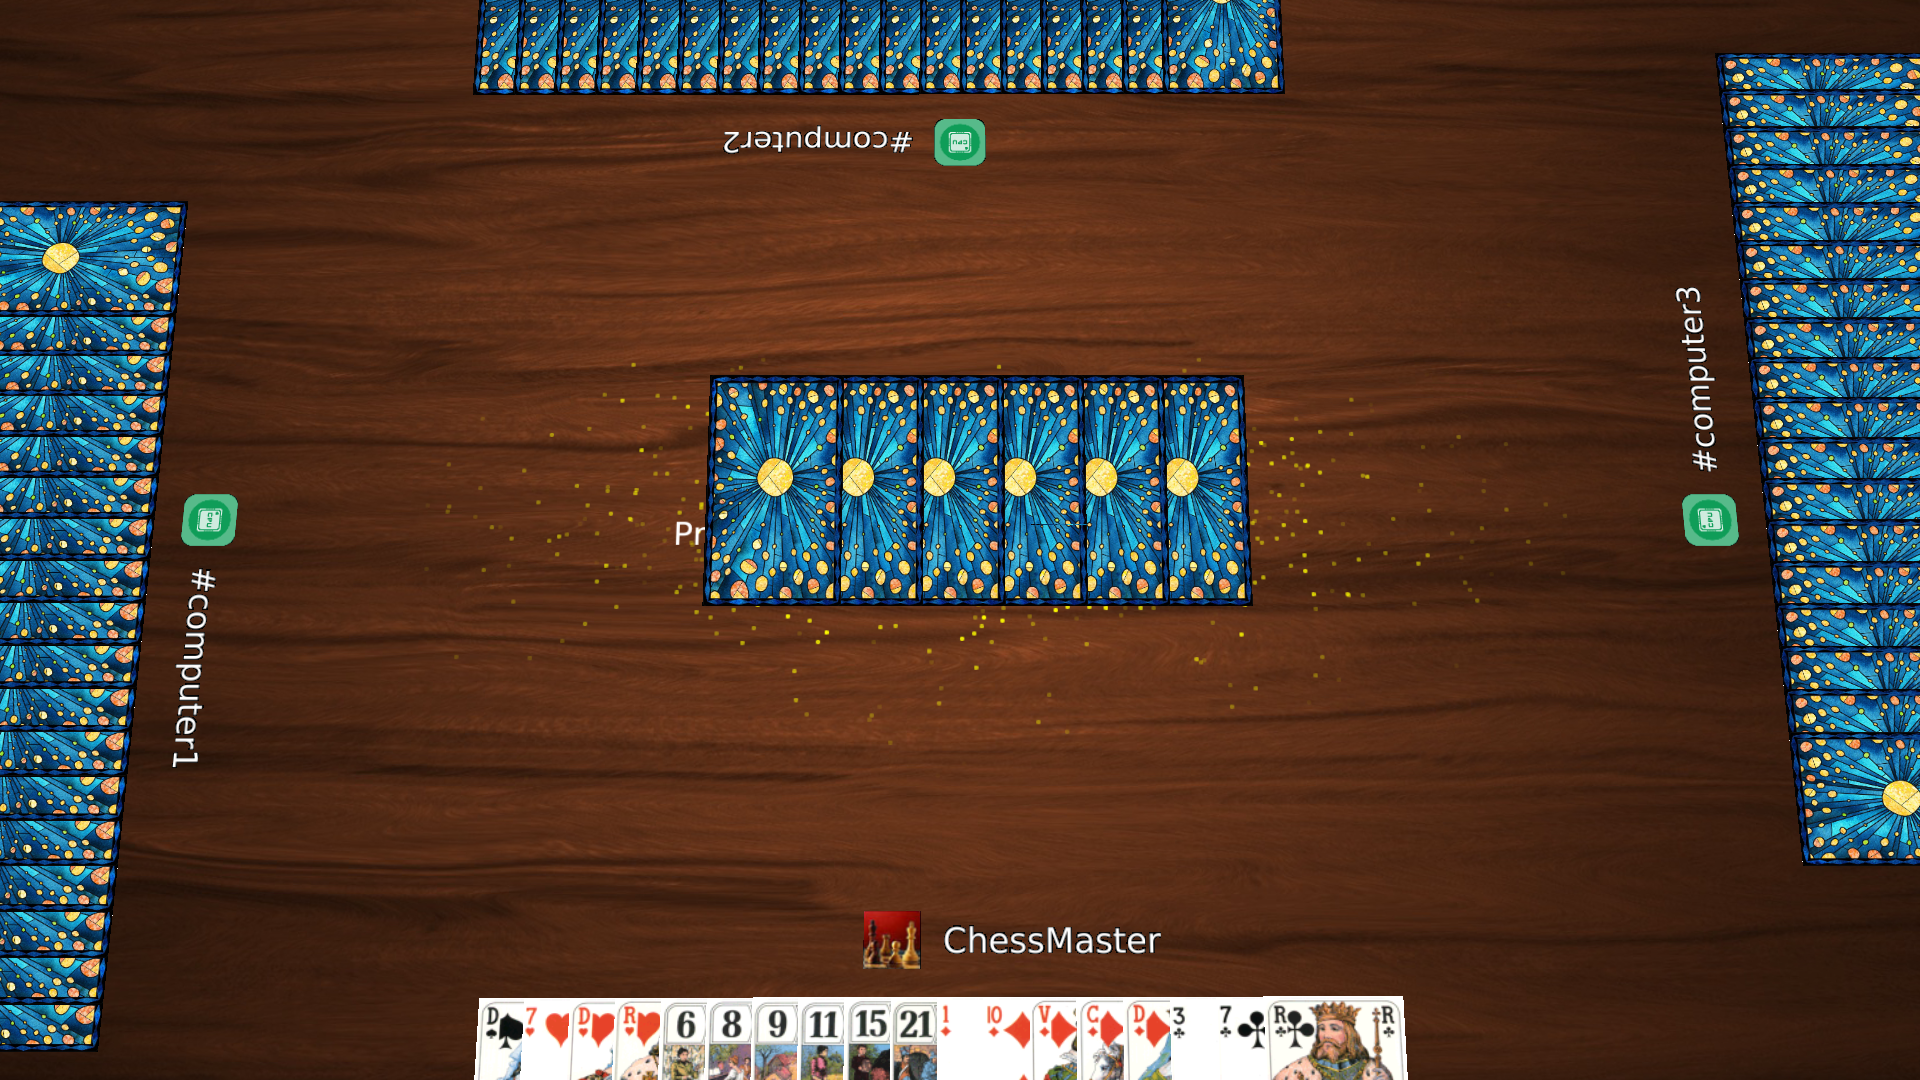 #computer2
#computer3
Pr
#computer1
ChessMaster
D 7 D R 6 8 9 11 15 21 1 10 V C D 3 7 R R